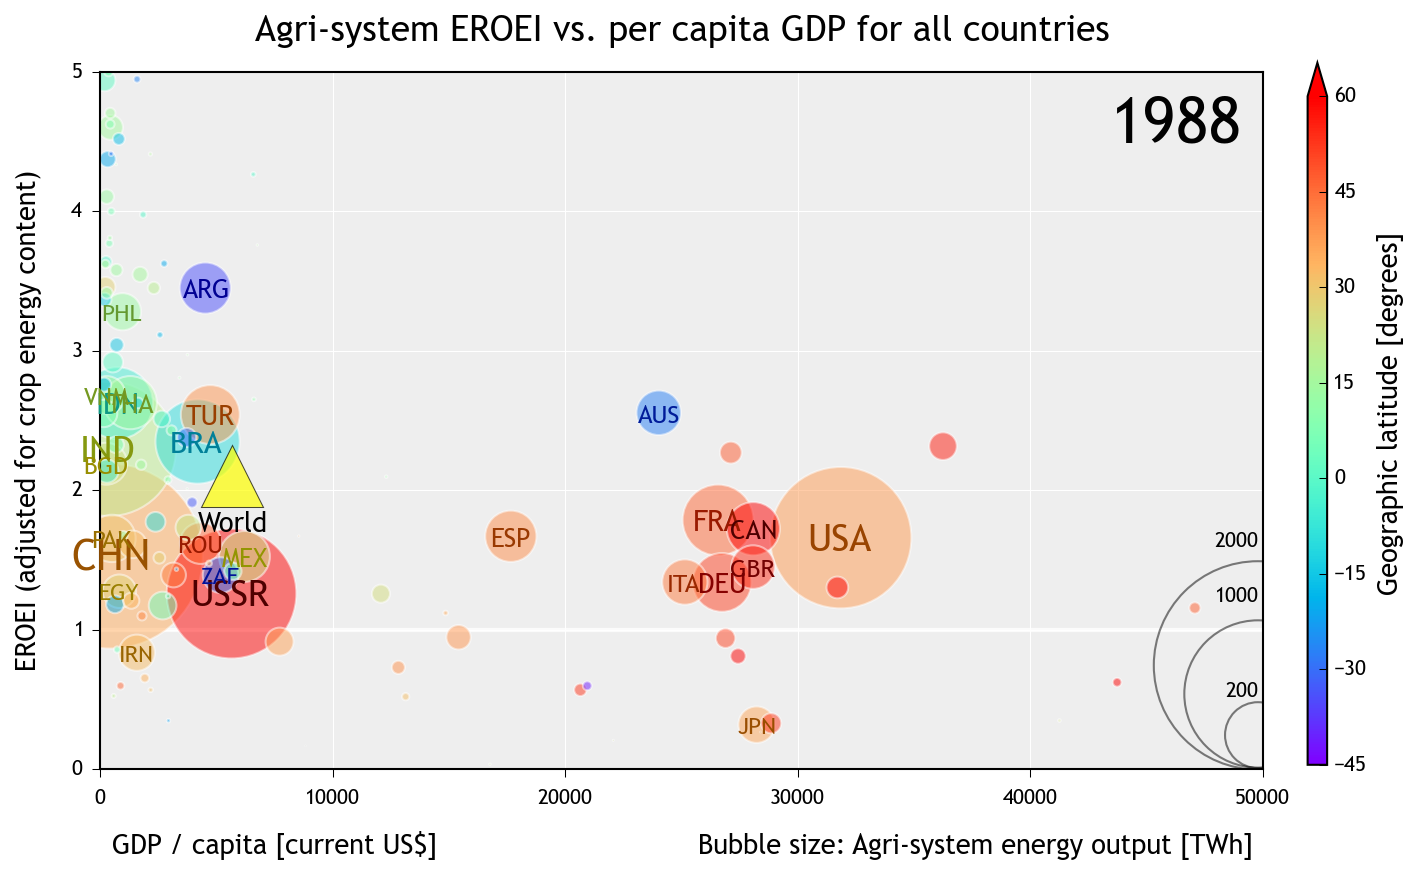 Agri-system EROEI vs. per capita GDP for all countries
1988
EROEI (adjusted for crop energy content)
5
4
3
2
1
0
0
10000
20000
30000
40000
50000
GDP / capita [current US$]
Bubble size: Agri-system energy output [TWh]
ARG
PHL
VNM
THA
TUR
AUS
BRA
IND
BGD
World
PAK
ROU
CHN
MEX
ZAF
EGY
USSR
IRN
ESP
FRA
CAN
USA
GBR
ITA
DEU
JPN
2000
1000
200
60
45
30
15
0
−15
−30
−45
Geographic latitude [degrees]